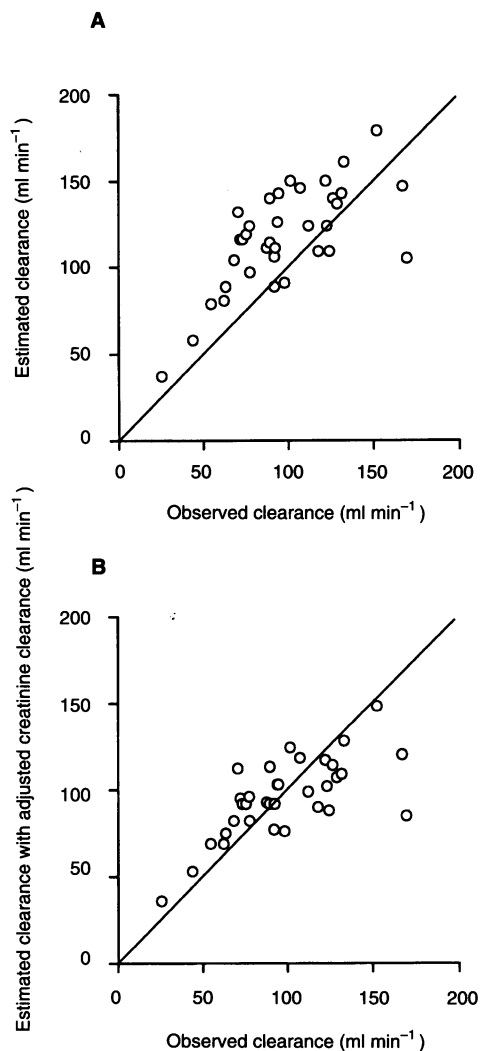 A
Estimated clearance (ml min⁻¹ )
200
150
100
50
0
0 50 100 150 200
Observed clearance (ml min⁻¹ )
B
Estimated clearance with adjusted creatinine clearance (ml min⁻¹ )
200
150
100
50
0
0 50 100 150 200
Observed clearance (ml min⁻¹ )